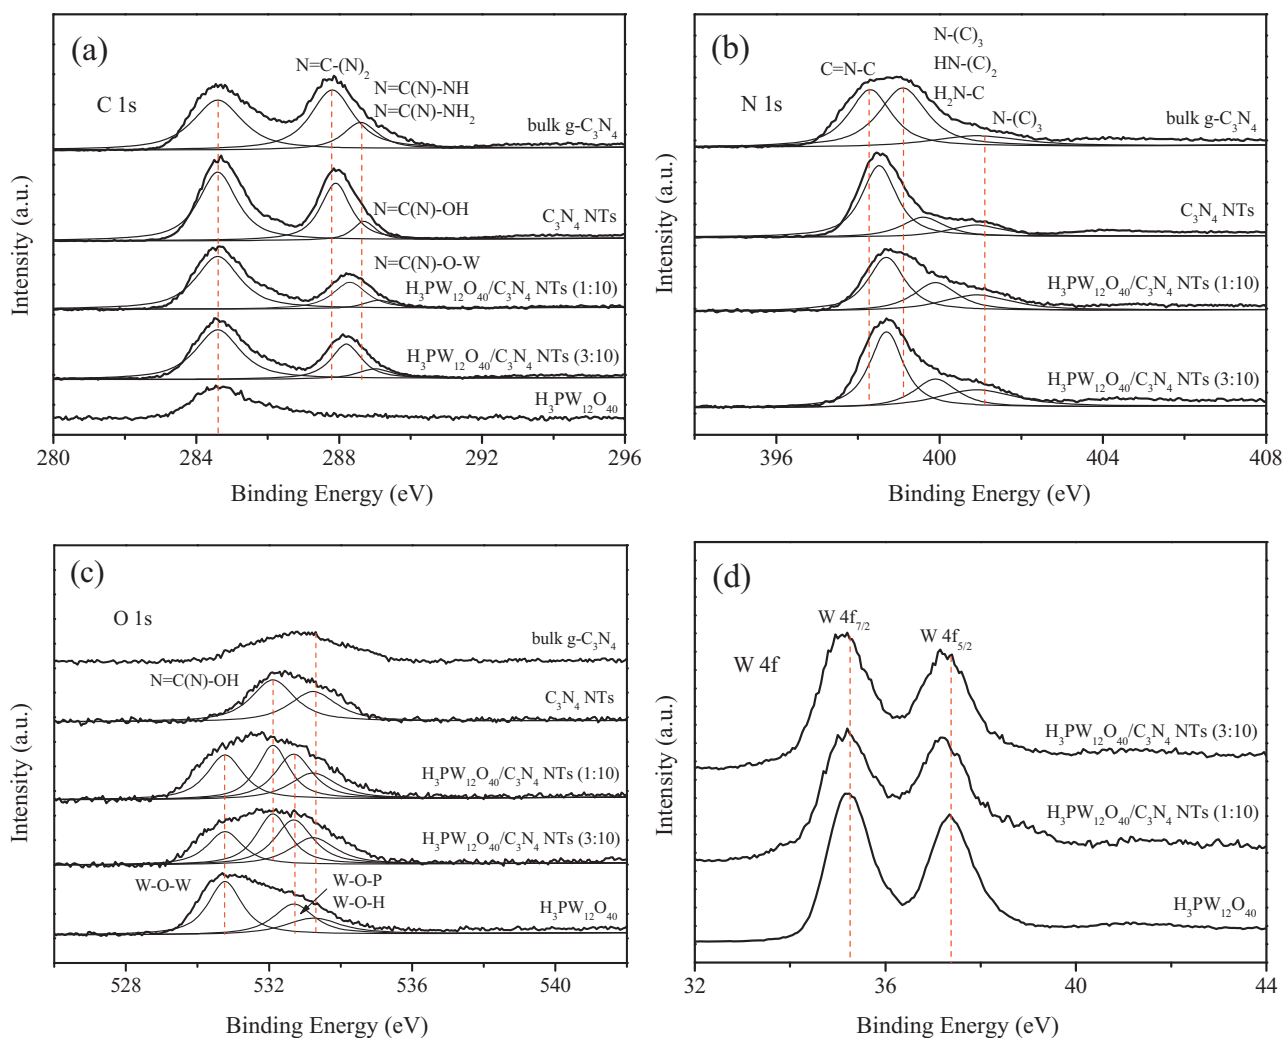 (a)
C 1s
N=C-(N)₂
N=C(N)-NH
N=C(N)-NH₂
bulk g-C₃N₄
N=C(N)-OH
C₃N₄ NTs
N=C(N)-O-W
H₃PW₁₂O₄₀/C₃N₄ NTs (1:10)
H₃PW₁₂O₄₀/C₃N₄ NTs (3:10)
H₃PW₁₂O₄₀
Intensity (a.u.)
280 284 288 292 296
Binding Energy (eV)
(b)
N 1s
C=N-C
N-(C)₃
HN-(C)₂
H₂N-C
N-(C)₃
bulk g-C₃N₄
C₃N₄ NTs
H₃PW₁₂O₄₀/C₃N₄ NTs (1:10)
H₃PW₁₂O₄₀/C₃N₄ NTs (3:10)
Intensity (a.u.)
396 400 404 408
Binding Energy (eV)
(c)
O 1s
bulk g-C₃N₄
N=C(N)-OH
C₃N₄ NTs
H₃PW₁₂O₄₀/C₃N₄ NTs (1:10)
H₃PW₁₂O₄₀/C₃N₄ NTs (3:10)
W-O-W
W-O-P
W-O-H
H₃PW₁₂O₄₀
Intensity (a.u.)
528 532 536 540
Binding Energy (eV)
(d)
W 4f₇/₂
W 4f₅/₂
W 4f
H₃PW₁₂O₄₀/C₃N₄ NTs (3:10)
H₃PW₁₂O₄₀/C₃N₄ NTs (1:10)
H₃PW₁₂O₄₀
Intensity (a.u.)
32 36 40 44
Binding Energy (eV)